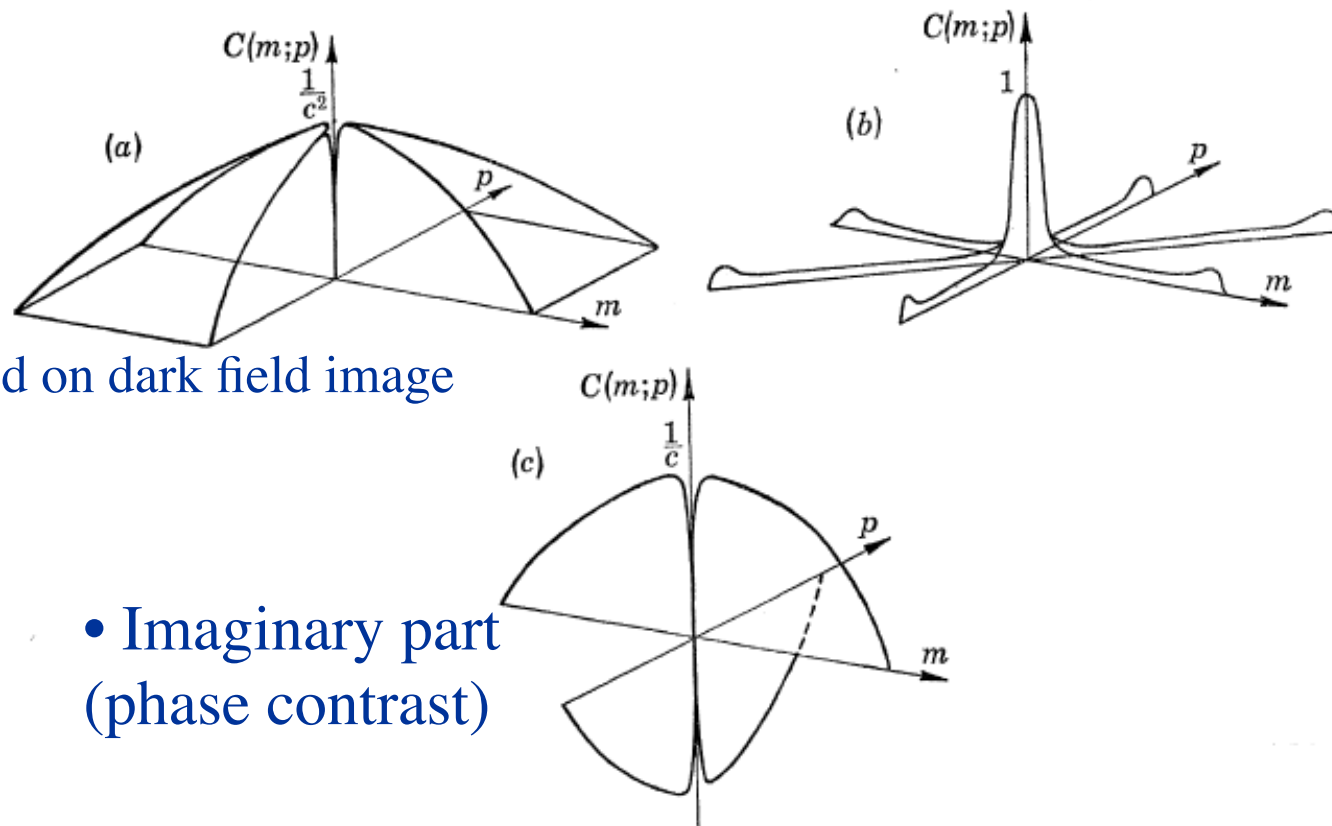 C(m;p)
1/c²
(a)
p
m
C(m;p)
1
(b)
p
m
d on dark field image
C(m;p)
1/c
(c)
p
m
• Imaginary part
(phase contrast)